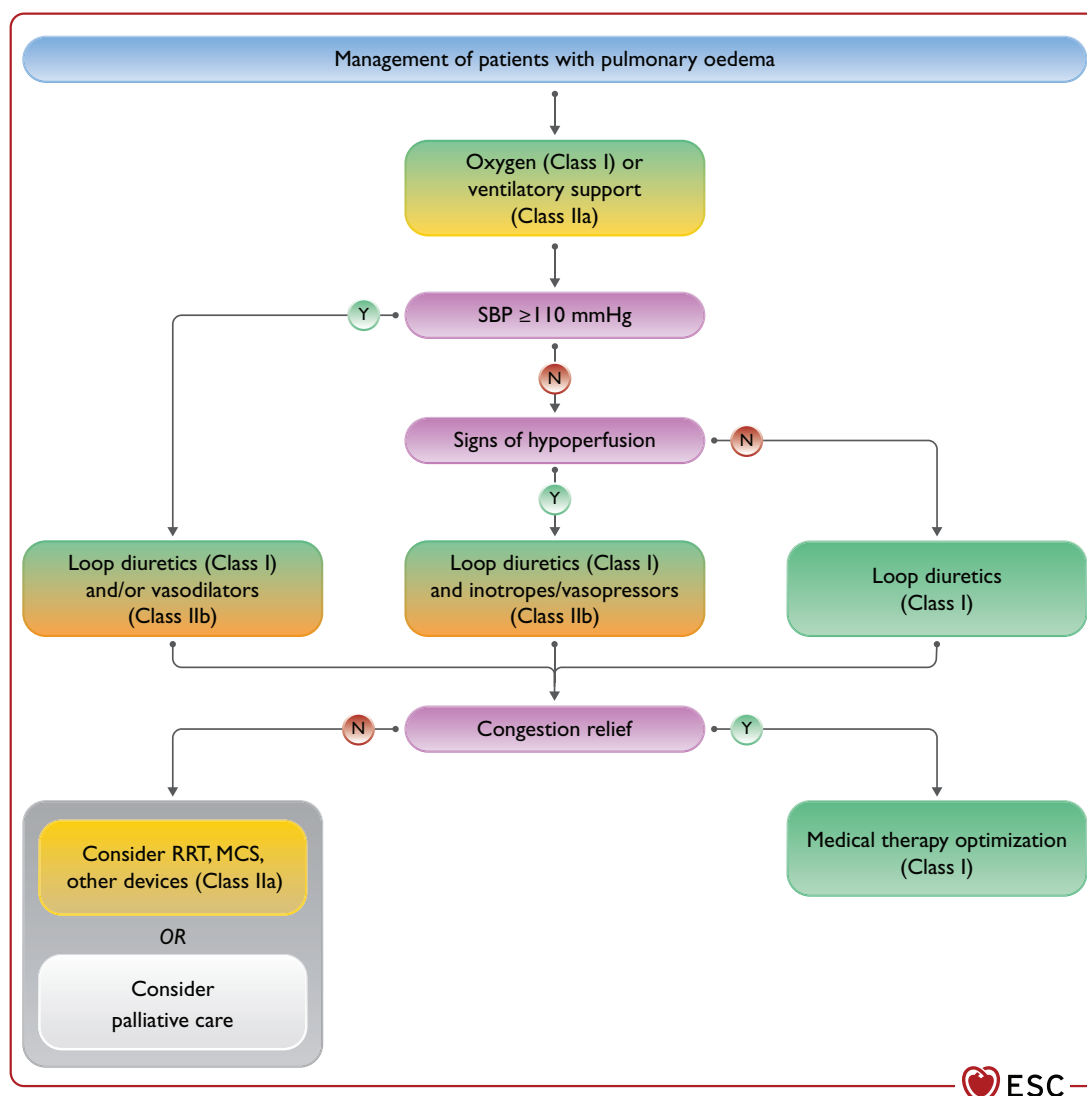 Management of patients with pulmonary oedema
Oxygen (Class I) or
ventilatory support
(Class IIa)
Y
SBP ≥110 mmHg
N
Signs of hypoperfusion
N
Y
Loop diuretics (Class I)
and/or vasodilators
(Class IIb)
Loop diuretics (Class I)
and inotropes/vasopressors
(Class IIb)
Loop diuretics
(Class I)
N
Congestion relief
Y
Consider RRT, MCS,
other devices (Class IIa)
OR
Consider
palliative care
Medical therapy optimization
(Class I)
ESC